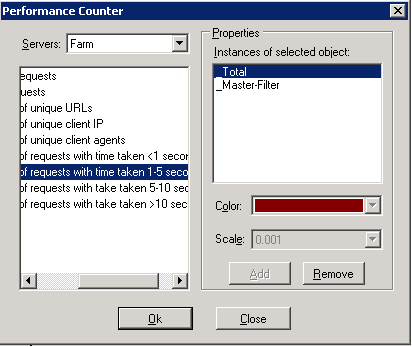 Performance Counter
Servers: Farm
equests
uests
of unique URLs
of unique client IP
of unique client agents
of requests with time taken <1 secor
of requests with time taken 1-5 seco
of requests with take taken 5-10 sec
of requests with take taken >10 sec
Properties
Instances of selected object:
_Total
_Master-Filter
Color:
Scale: 0.001
Add
Remove
Ok
Close